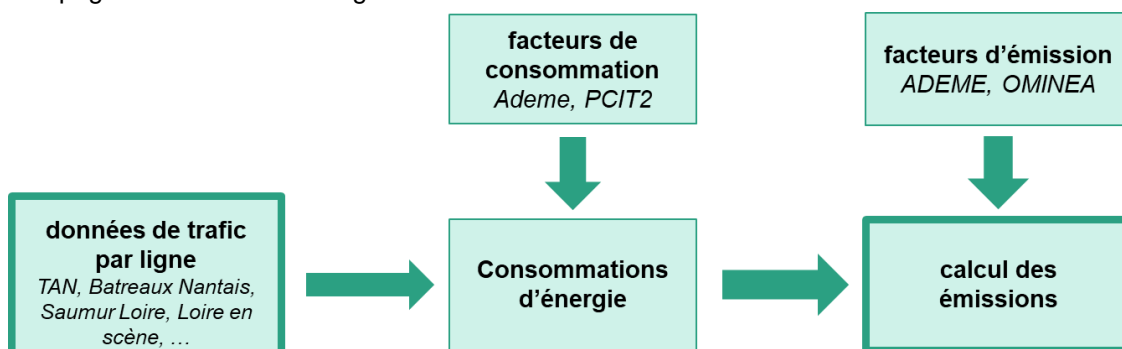 facteurs de
consommation
Ademe, PCIT2
facteurs d'émission
ADEME, OMINEA
données de trafic
par ligne
TAN, Batreaux Nantais,
Saumur Loire, Loire en
scène, …
Consommations
d'énergie
calcul des
émissions